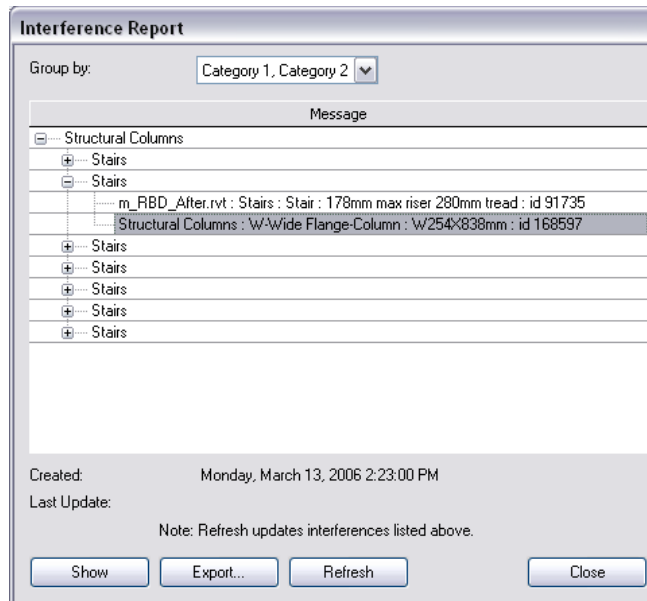 Interference Report
Group by: Category 1, Category 2
Message
Structural Columns
Stairs
Stairs
m_RBD_After.rvt : Stairs : Stair : 178mm max riser 280mm tread : id 91735
Structural Columns : W-Wide Flange-Column : W254X838mm : id 168597
Stairs
Stairs
Stairs
Stairs
Stairs
Created: Monday, March 13, 2006 2:23:00 PM
Last Update:
Note: Refresh updates interferences listed above.
Show Export... Refresh Close